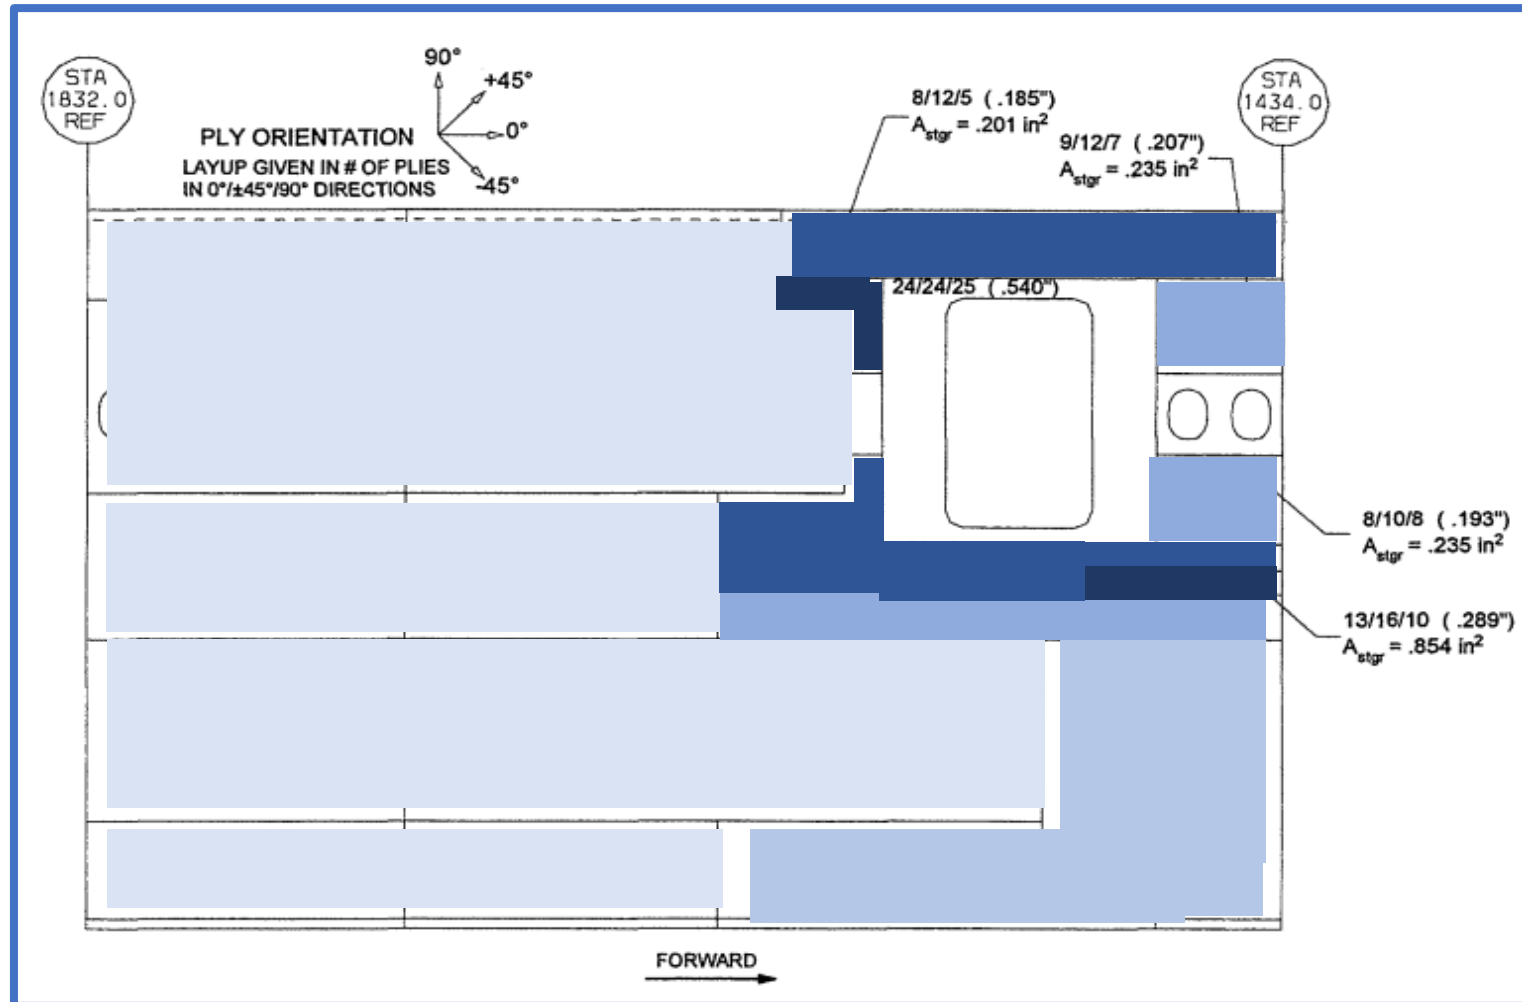 STA
1832.0
REF
90°
+45°
0°
-45°
PLY ORIENTATION
LAYUP GIVEN IN # OF PLIES
IN 0°/±45°/90° DIRECTIONS
8/12/5 ( .185")
Astgr = .201 in²
9/12/7 ( .207")
Astgr = .235 in²
STA
1434.0
REF
24/24/25 ( .540")
8/10/8 ( .193")
Astgr = .235 in²
13/16/10 ( .289")
Astgr = .854 in²
FORWARD